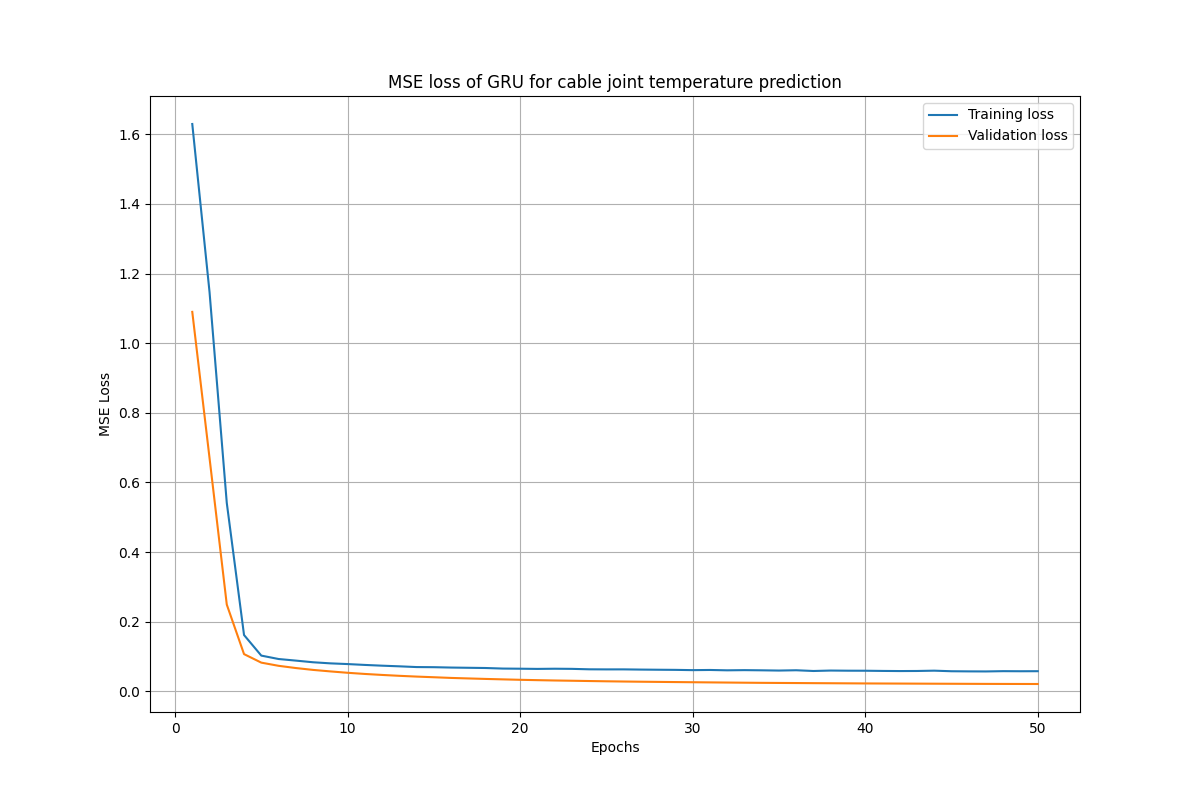 MSE loss of GRU for cable joint temperature prediction
Training loss
Validation loss
1.6
1.4
1.2
1.0
0.8
0.6
0.4
0.2
0.0
MSE Loss
0 10 20 30 40 50
Epochs